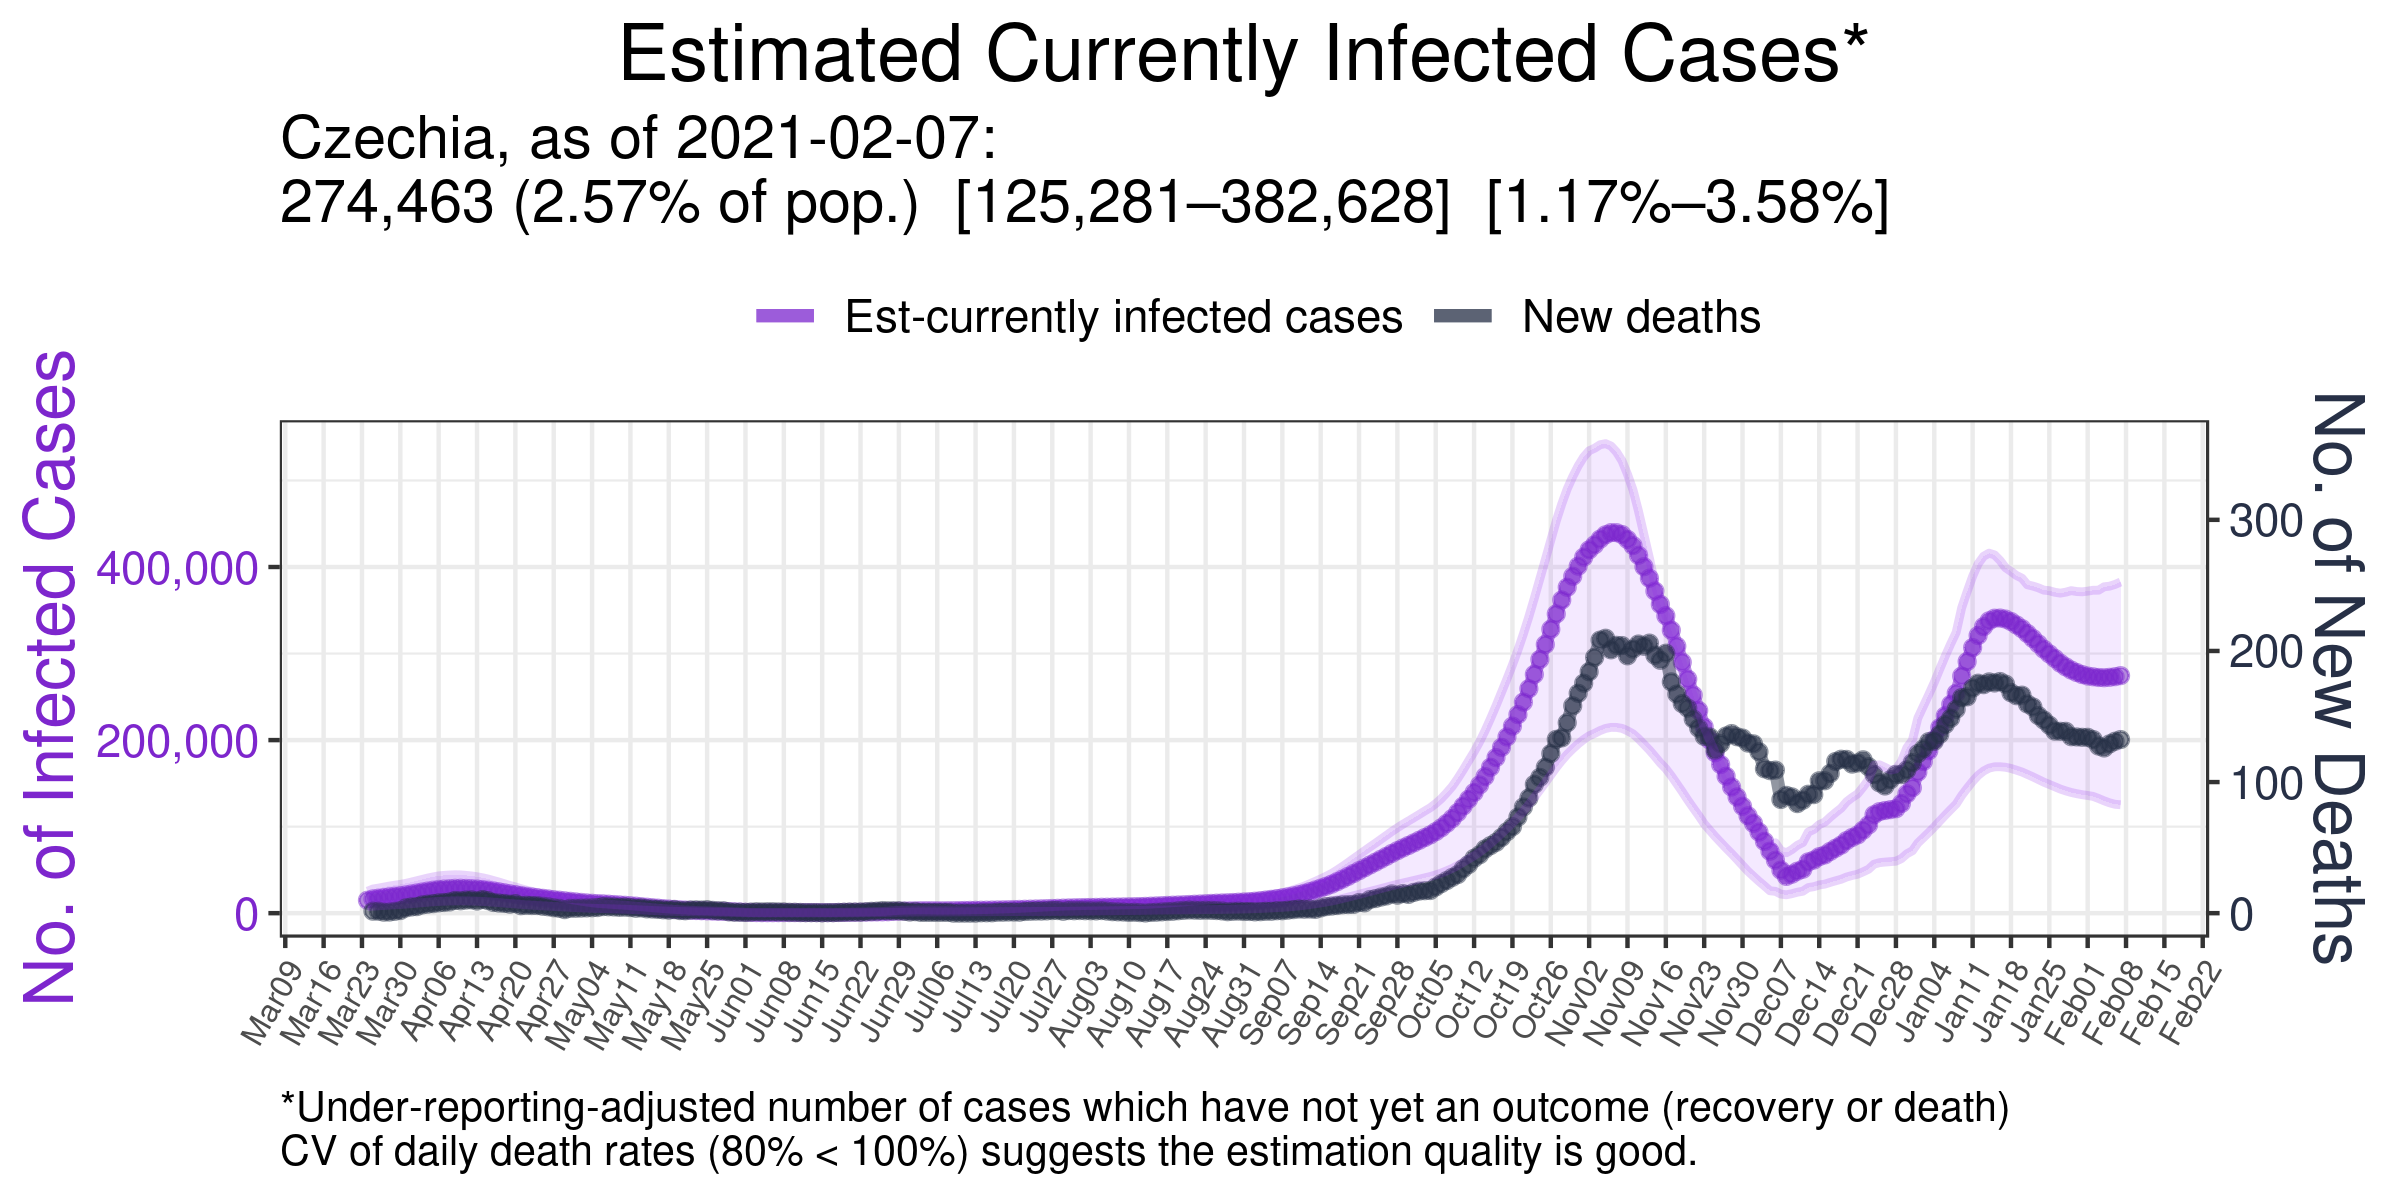 Estimated Currently Infected Cases*
Czechia, as of 2021-02-07:
274,463 (2.57% of pop.) [125,281–382,628] [1.17%–3.58%]
Est-currently infected cases
New deaths
No. of Infected Cases
400,000
200,000
0
No. of New Deaths
300
200
100
0
Mar09
Mar16
Mar23
Mar30
Apr06
Apr13
Apr20
Apr27
May04
May11
May18
May25
Jun01
Jun08
Jun15
Jun22
Jun29
Jul06
Jul13
Jul20
Jul27
Aug03
Aug10
Aug17
Aug24
Aug31
Sep07
Sep14
Sep21
Sep28
Oct05
Oct12
Oct19
Oct26
Nov02
Nov09
Nov16
Nov23
Nov30
Dec07
Dec14
Dec21
Dec28
Jan04
Jan11
Jan18
Jan25
Feb01
Feb08
Feb15
Feb22
*Under-reporting-adjusted number of cases which have not yet an outcome (recovery or death)
CV of daily death rates (80% < 100%) suggests the estimation quality is good.